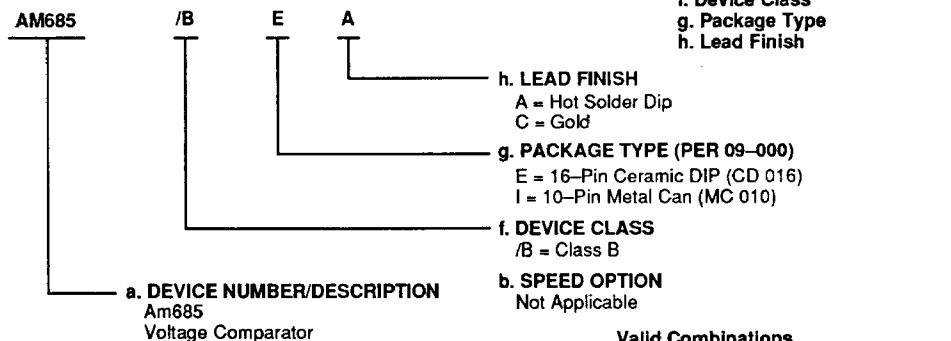 f. Device Class
AM685 /B E A
g. Package Type
h. Lead Finish
h. LEAD FINISH
A = Hot Solder Dip
C = Gold
g. PACKAGE TYPE (PER 09–000)
E = 16–Pin Ceramic DIP (CD 016)
I = 10–Pin Metal Can (MC 010)
f. DEVICE CLASS
/B = Class B
b. SPEED OPTION
Not Applicable
a. DEVICE NUMBER/DESCRIPTION
Am685
Voltage Comparator
Valid Combinations